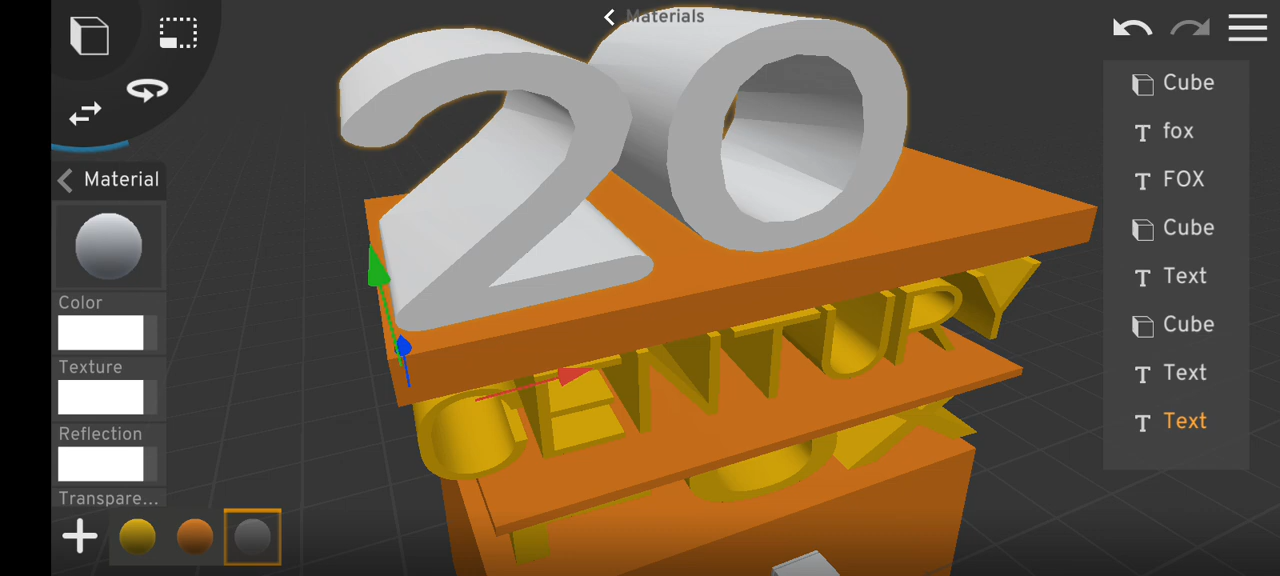 Materials
Material
Color
Texture
Reflection
Transpare...
Cube
fox
FOX
Cube
Text
Cube
Text
Text
20
CENTURY